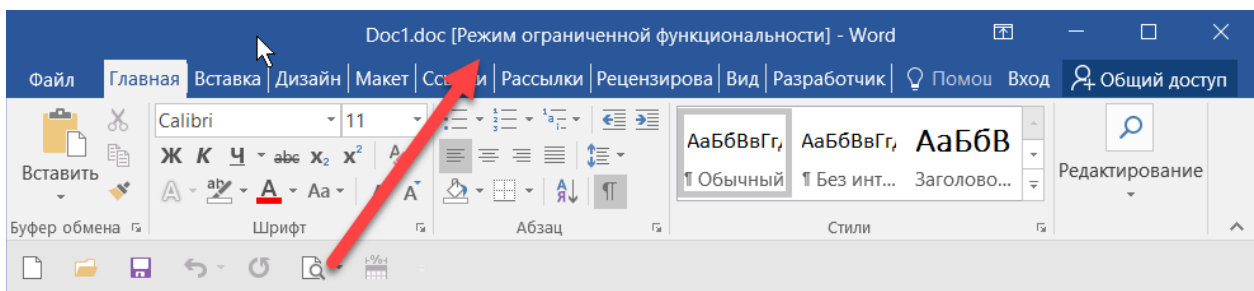 Doc1.doc [Режим ограниченной функциональности] - Word
Файл Главная Вставка Дизайн Макет Рассылки Рецензирова Вид Разработчик Помощ Вход Общий доступ
Calibri 11
Ж К Ч abc x₂ x²
Вставить
ab А Aa А
АаБбВвГг, АаБбВвГг, АаБбВ
¶ Обычный ¶ Без инт... Заголово...
Редактирование
Буфер обмена Шрифт Абзац Стили